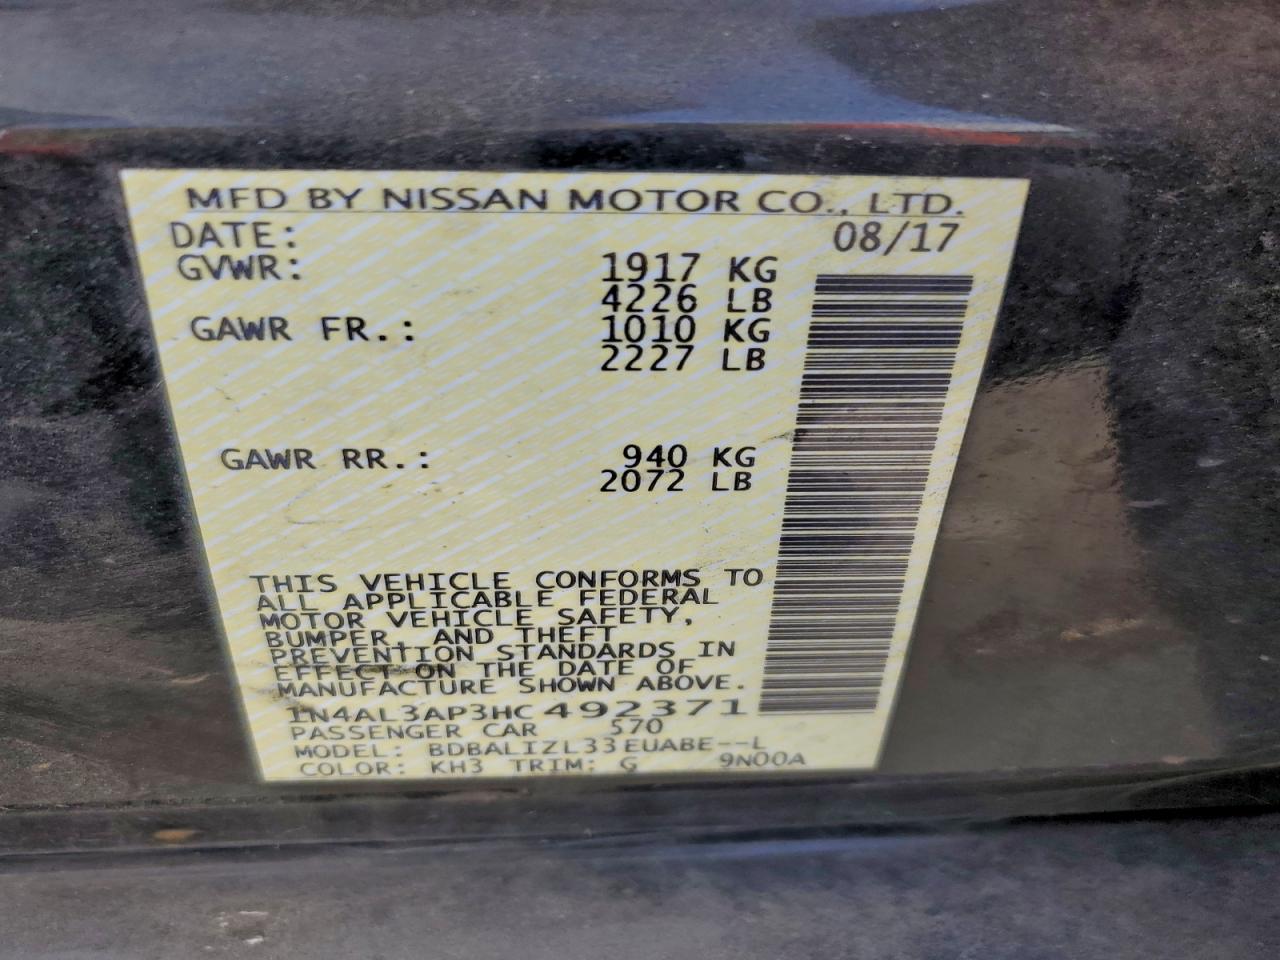 MFD BY NISSAN MOTOR CO., LTD.
DATE: 08/17
GVWR: 1917 KG
4226 LB
GAWR FR.: 1010 KG
2227 LB
GAWR RR.: 940 KG
2072 LB
THIS VEHICLE CONFORMS TO
ALL APPLICABLE FEDERAL
MOTOR VEHICLE SAFETY,
BUMPER, AND THEFT
PREVENTION STANDARDS IN
EFFECT ON THE DATE OF
MANUFACTURE SHOWN ABOVE.
1N4AL3AP3HC492371
PASSENGER CAR 570
MODEL: BDBALIZL33EUABE--L
COLOR: KH3 TRIM: G 9N00A